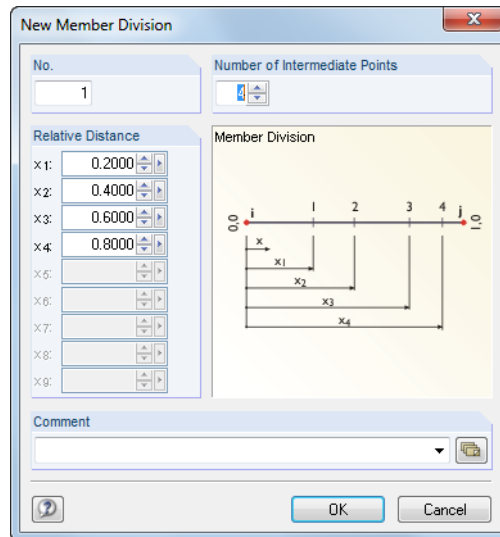 New Member Division
No.
1
Number of Intermediate Points
4
Relative Distance
x1: 0.2000
x2: 0.4000
x3: 0.6000
x4: 0.8000
x5:
x6:
x7:
x8:
x9:
Member Division
0,0 i 1 2 3 4 j 1,0
x
x1
x2
x3
x4
Comment
OK Cancel